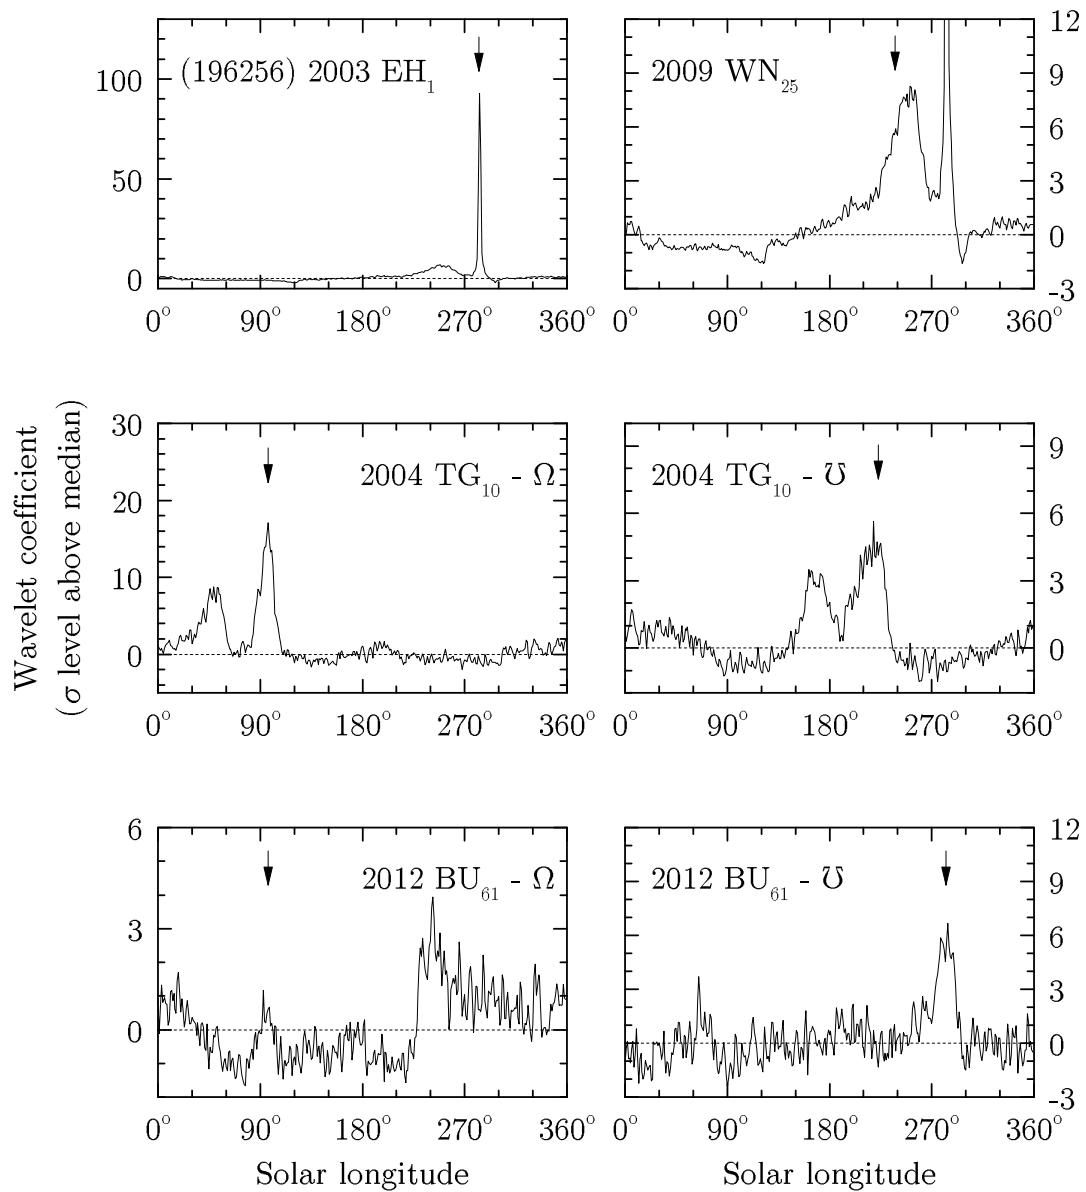 (196256) 2003 EH₁
100
50
0
0° 90° 180° 270° 360°
2009 WN₂₅
12
9
6
3
0
-3
0° 90° 180° 270° 360°
Wavelet coefficient
(σ level above median)
2004 TG₁₀ - Ω
30
20
10
0
0° 90° 180° 270° 360°
2004 TG₁₀ - ℧
9
6
3
0
0° 90° 180° 270° 360°
2012 BU₆₁ - Ω
6
3
0
0° 90° 180° 270° 360°
Solar longitude
2012 BU₆₁ - ℧
12
9
6
3
0
-3
0° 90° 180° 270° 360°
Solar longitude